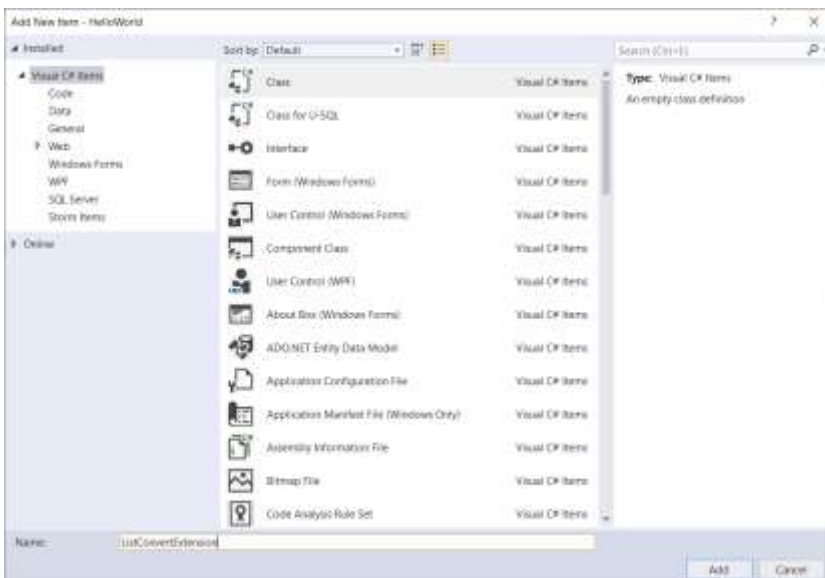 Add New Item - HelloWorld
Installed
Sort by: Default
Search (Ctrl+E)
Visual C# Items
Code
Data
General
Web
Windows Forms
WPF
SQL Server
Storm Items
Online
Class Visual C# Items
Class for U-SQL Visual C# Items
Interface Visual C# Items
Form (Windows Forms) Visual C# Items
User Control (Windows Forms) Visual C# Items
Component Class Visual C# Items
User Control (WPF) Visual C# Items
About Box (Windows Forms) Visual C# Items
ADO.NET Entity Data Model Visual C# Items
Application Configuration File Visual C# Items
Application Manifest File (Windows Only) Visual C# Items
Assembly Information File Visual C# Items
Bitmap File Visual C# Items
Code Analysis Rule Set Visual C# Items
Type: Visual C# Items
An empty class definition
Name: ListConvertExtension
Add Cancel